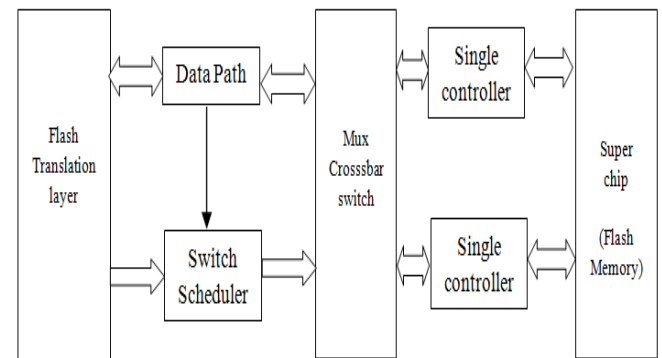 Flash
Translation
layer
Data Path
Switch
Scheduler
Mux
Crosssbar
switch
Single
controller
Single
controller
Super
chip
(Flash
Memory)